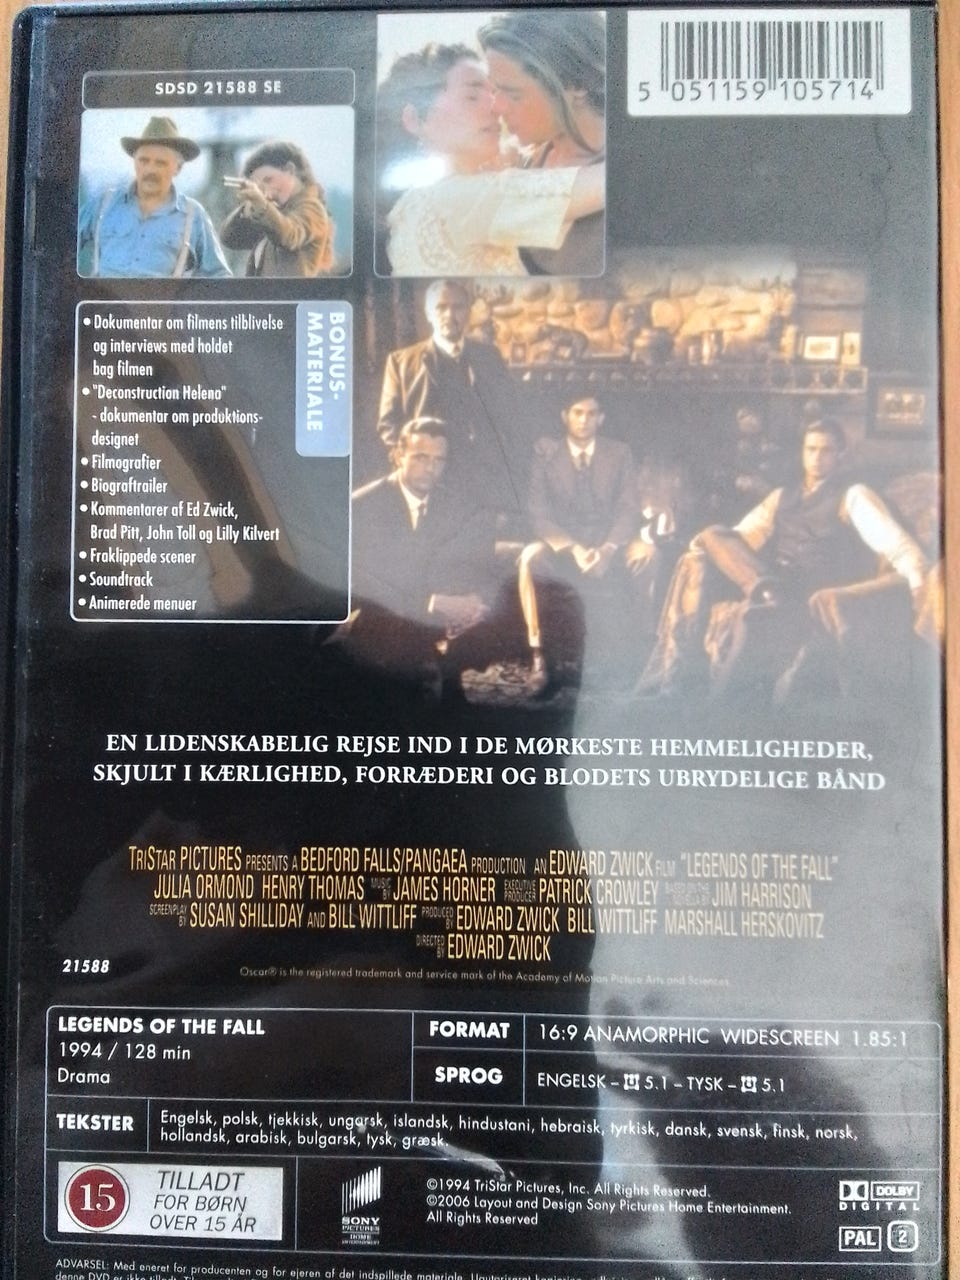 SDSD 21588 SE
5 051159 105714
BONUS-
MATERIALE
• Dokumentar om filmens tilblivelse
og interviews med holdet
bag filmen
• "Deconstruction Helena"
- dokumentar om produktions-
designet
• Filmografier
• Biograftrailer
• Kommentarer af Ed Zwick,
Brad Pitt, John Toll og Lilly Kilvert
• Fraklippede scener
• Soundtrack
• Animerede menuer
EN LIDENSKABELIG REJSE IND I DE MØRKESTE HEMMELIGHEDER,
SKJULT I KÆRLIGHED, FORRÆDERI OG BLODETS UBRYDELIGE BÅND
TRISTAR PICTURES PRESENTS A BEDFORD FALLS/PANGAEA PRODUCTION AN EDWARD ZWICK FILM "LEGENDS OF THE FALL"
JULIA ORMOND HENRY THOMAS MUSIC BY JAMES HORNER EXECUTIVE PRODUCER PATRICK CROWLEY BASED ON THE NOVELLA BY JIM HARRISON
SCREENPLAY BY SUSAN SHILLIDAY AND BILL WITTLIFF PRODUCED BY EDWARD ZWICK BILL WITTLIFF MARSHALL HERSKOVITZ
DIRECTED BY EDWARD ZWICK
21588
Oscar® is the registered trademark and service mark of the Academy of Motion Picture Arts and Sciences.
LEGENDS OF THE FALL
1994 / 128 min
Drama
FORMAT 16:9 ANAMORPHIC WIDESCREEN 1.85:1
SPROG ENGELSK – 5.1 – TYSK – 5.1
TEKSTER Engelsk, polsk, tjekkisk, ungarsk, islandsk, hindustani, hebraisk, tyrkisk, dansk, svensk, finsk, norsk,
hollandsk, arabisk, bulgarsk, tysk, græsk.
15 TILLADT
FOR BØRN
OVER 15 ÅR
SONY
PICTURES
HOME
ENTERTAINMENT
©1994 TriStar Pictures, Inc. All Rights Reserved.
©2006 Layout and Design Sony Pictures Home Entertainment.
All Rights Reserved
DOLBY
DIGITAL
PAL 2
ADVARSEL: Med eneret for producenten og for ejeren af det indspillede materiale.
denne DVD er ikke tilladt.